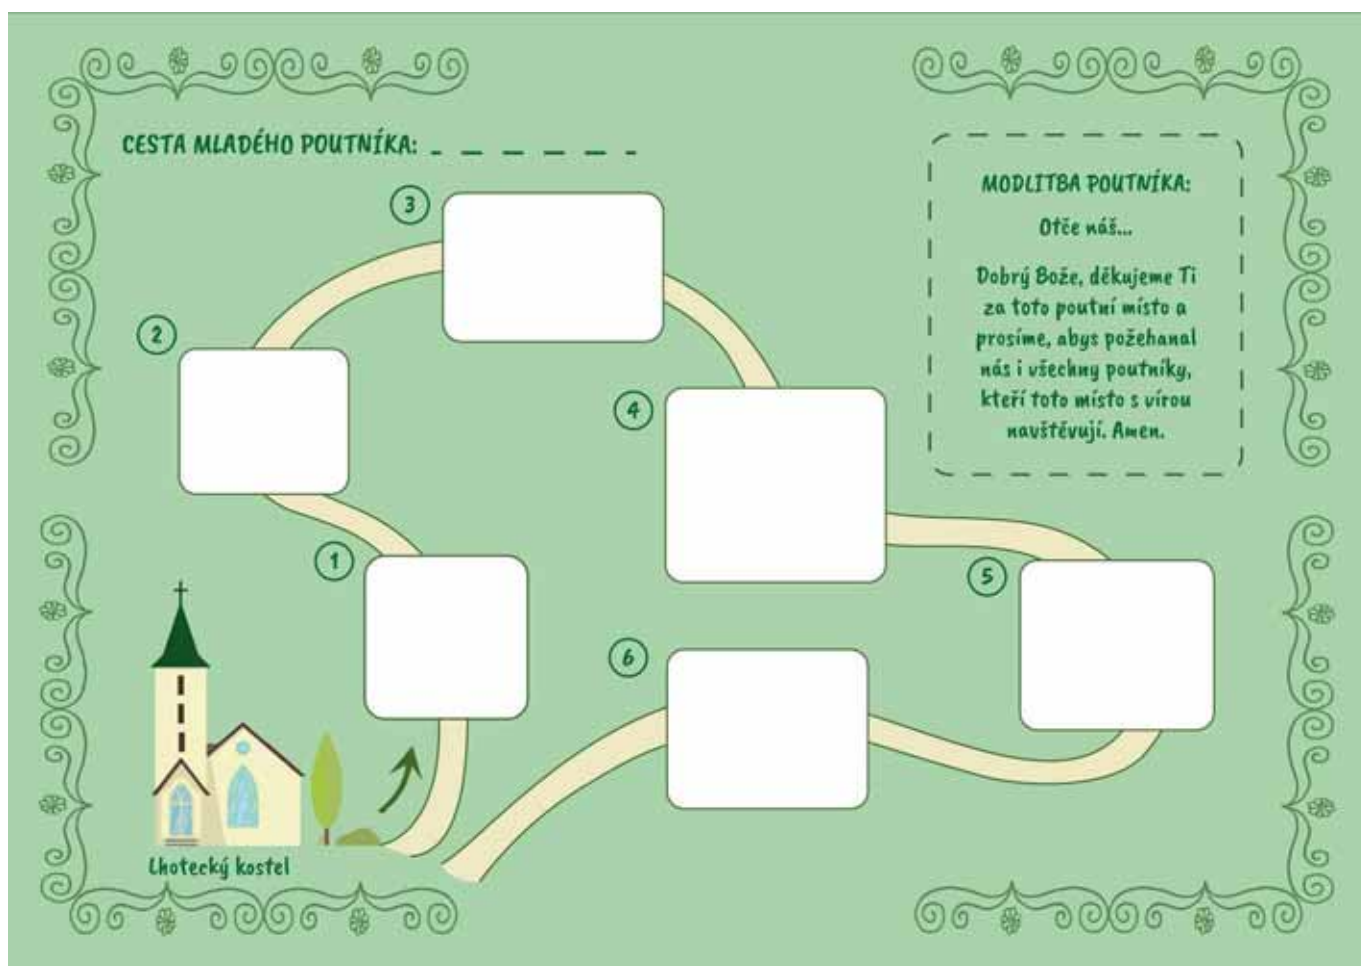 CESTA MLADÉHO POUTNÍKA: _ _ _ _ _ _
MODLITBA POUTNÍKA:
Otče náš...
Dobrý Bože, děkujeme Ti
za toto poutní místo a
prosíme, abys požehanal
nás i všechny poutníky,
kteří toto místo s vírou
navštěvují. Amen.
3
2
4
1
5
6
Lhotecký kostel